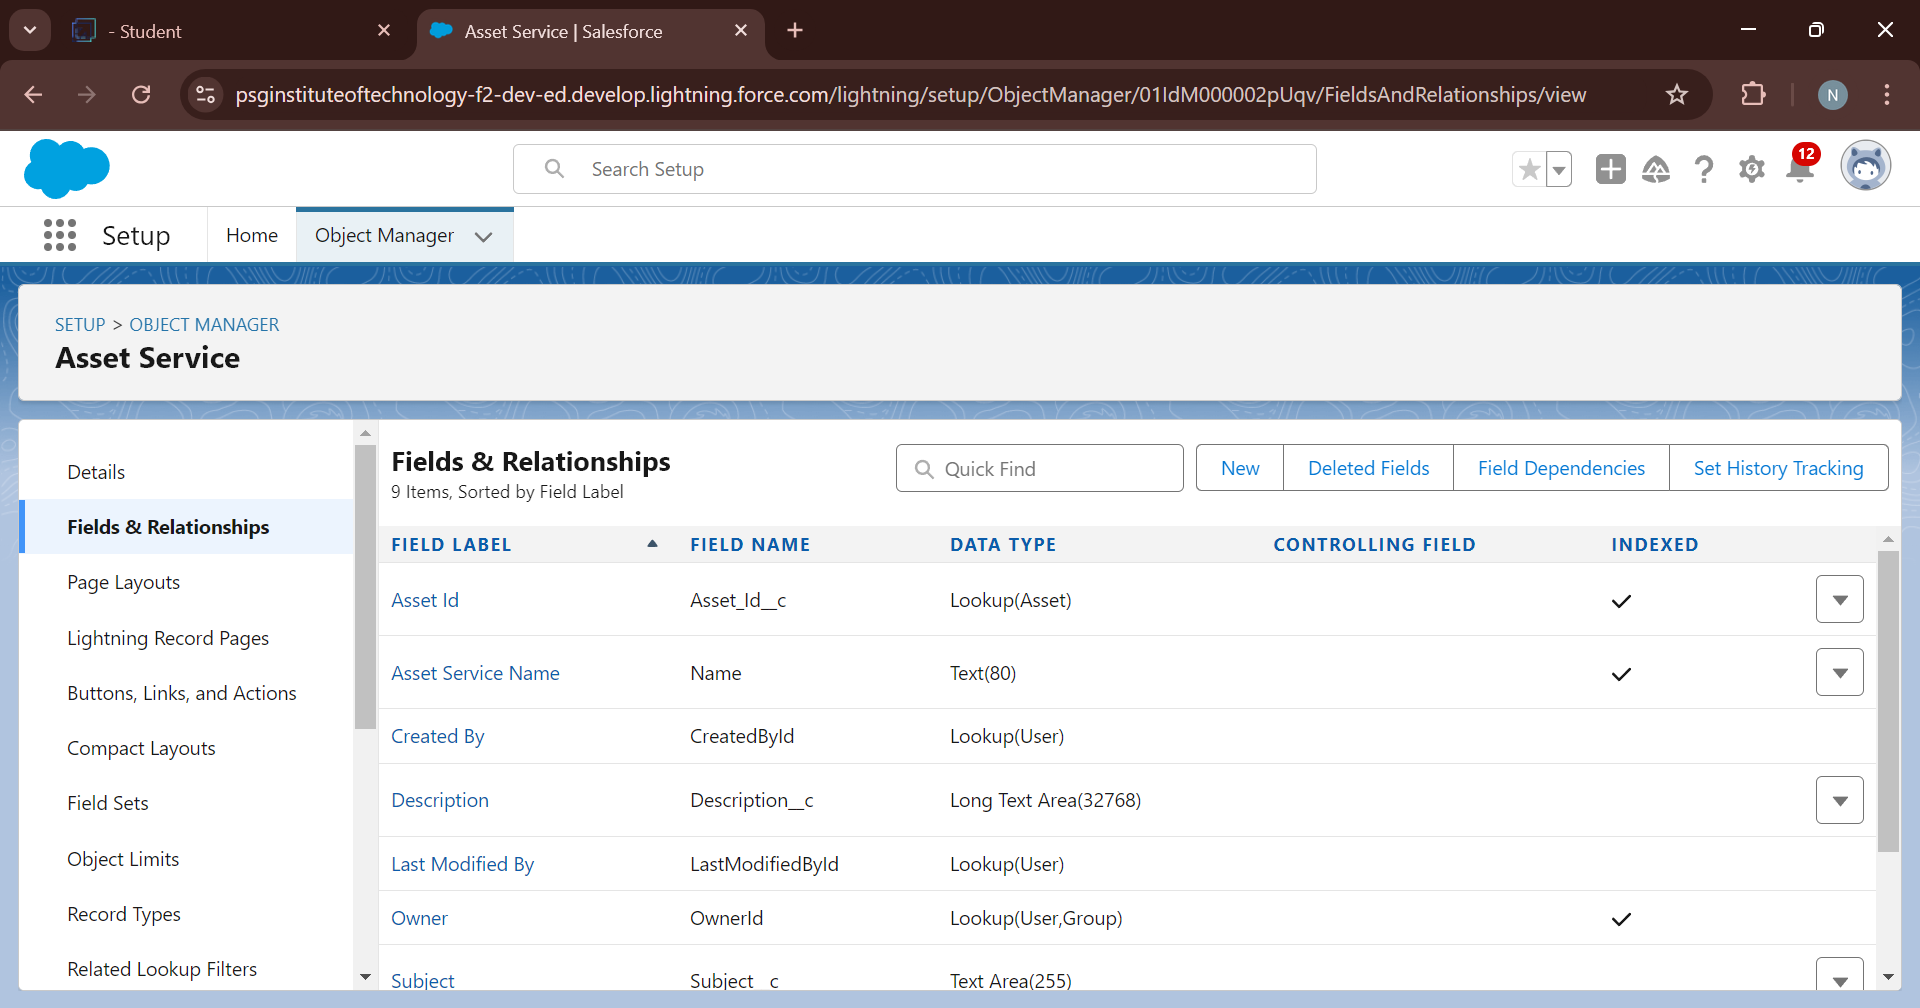 - Student
Asset Service | Salesforce
psginstituteoftechnology-f2-dev-ed.develop.lightning.force.com/lightning/setup/ObjectManager/01IdM000002pUqv/FieldsAndRelationships/view
N
Search Setup
12
Setup
Home
Object Manager
SETUP > OBJECT MANAGER
Asset Service
Details
Fields & Relationships
Page Layouts
Lightning Record Pages
Buttons, Links, and Actions
Compact Layouts
Field Sets
Object Limits
Record Types
Related Lookup Filters
Fields & Relationships
9 Items, Sorted by Field Label
Quick Find
New
Deleted Fields
Field Dependencies
Set History Tracking
FIELD LABEL FIELD NAME DATA TYPE CONTROLLING FIELD INDEXED
Asset Id Asset_Id__c Lookup(Asset)
Asset Service Name Name Text(80)
Created By CreatedById Lookup(User)
Description Description__c Long Text Area(32768)
Last Modified By LastModifiedById Lookup(User)
Owner OwnerId Lookup(User,Group)
Subject Subject__c Text Area(255)